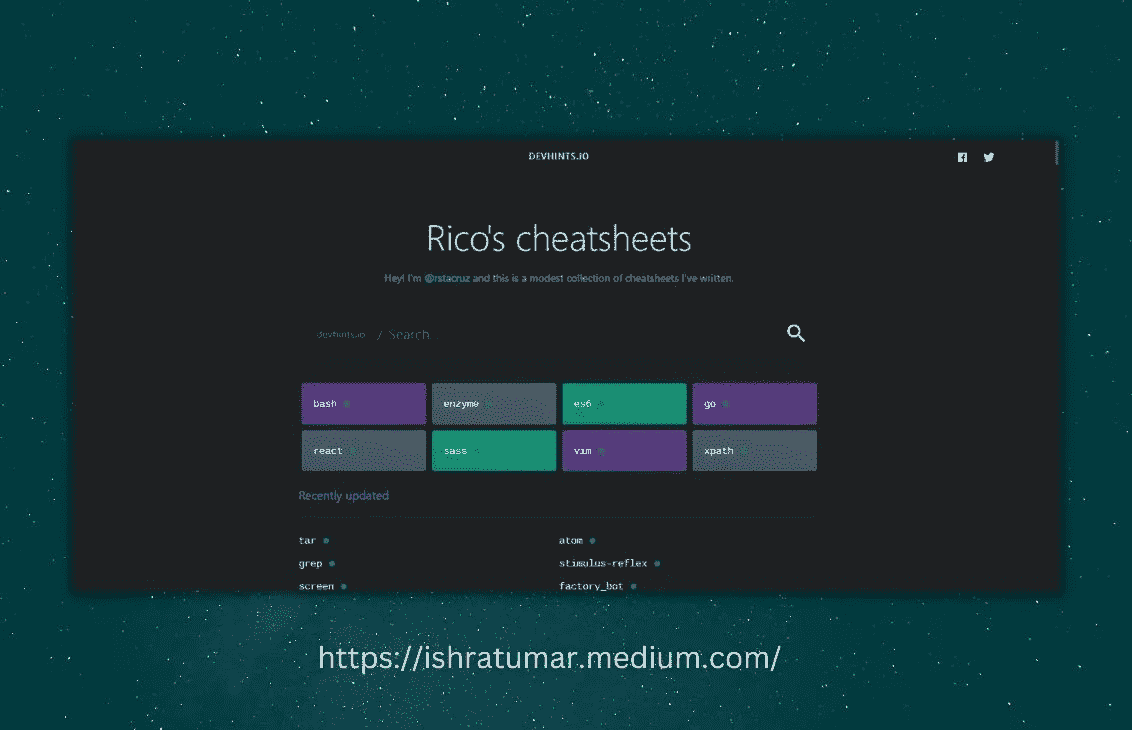 DEVHINTS.IO
Rico's cheatsheets
Hey! I'm @rstacruz and this is a modest collection of cheatsheets I've written.
devhints.io / Search
bash enzyme es6 go
react sass vim xpath
Recently updated
tar atom
grep stimulus-reflex
screen factory_bot
https://ishratumar.medium.com/